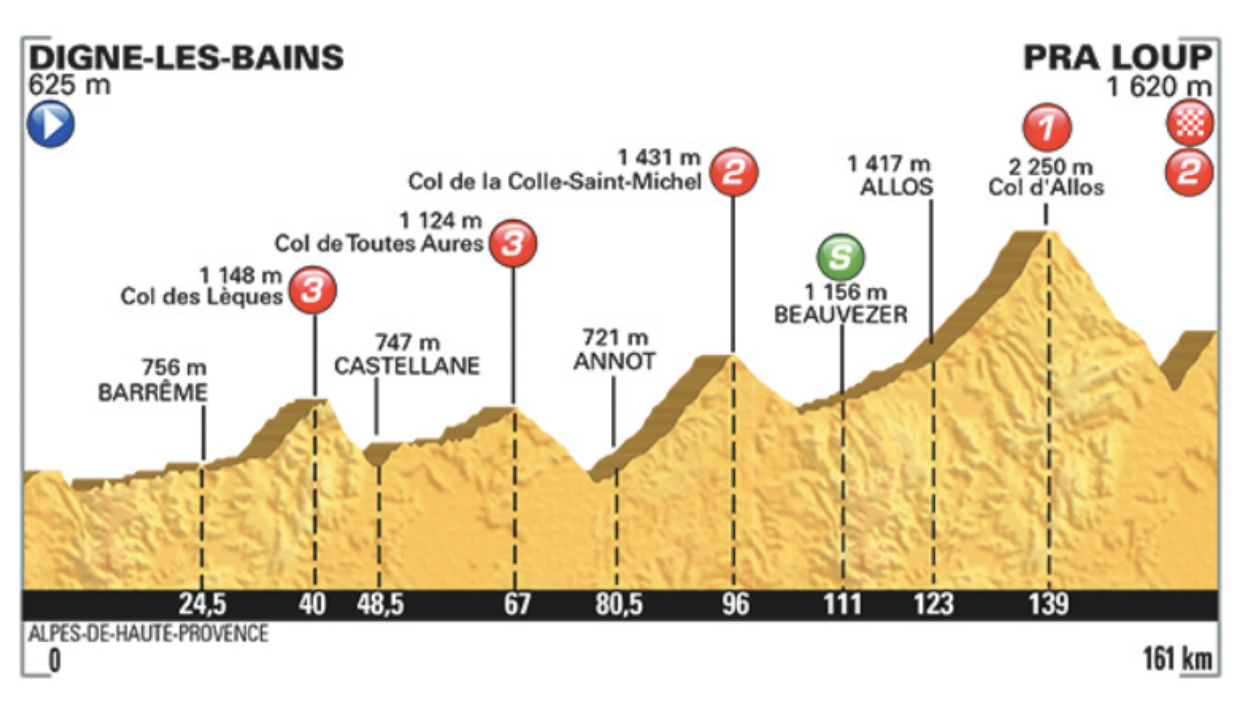 DIGNE-LES-BAINS
625 m
PRA LOUP
1 620 m
1
2
2 250 m
Col d'Allos
1 417 m
ALLOS
1 431 m
Col de la Colle-Saint-Michel
2
1 124 m
Col de Toutes Aures
3
S
1 156 m
BEAUVEZER
1 148 m
Col des Lèques
3
747 m
CASTELLANE
721 m
ANNOT
756 m
BARRÊME
24,5 40 48,5 67 80,5 96 111 123 139
ALPES-DE-HAUTE-PROVENCE
0
161 km